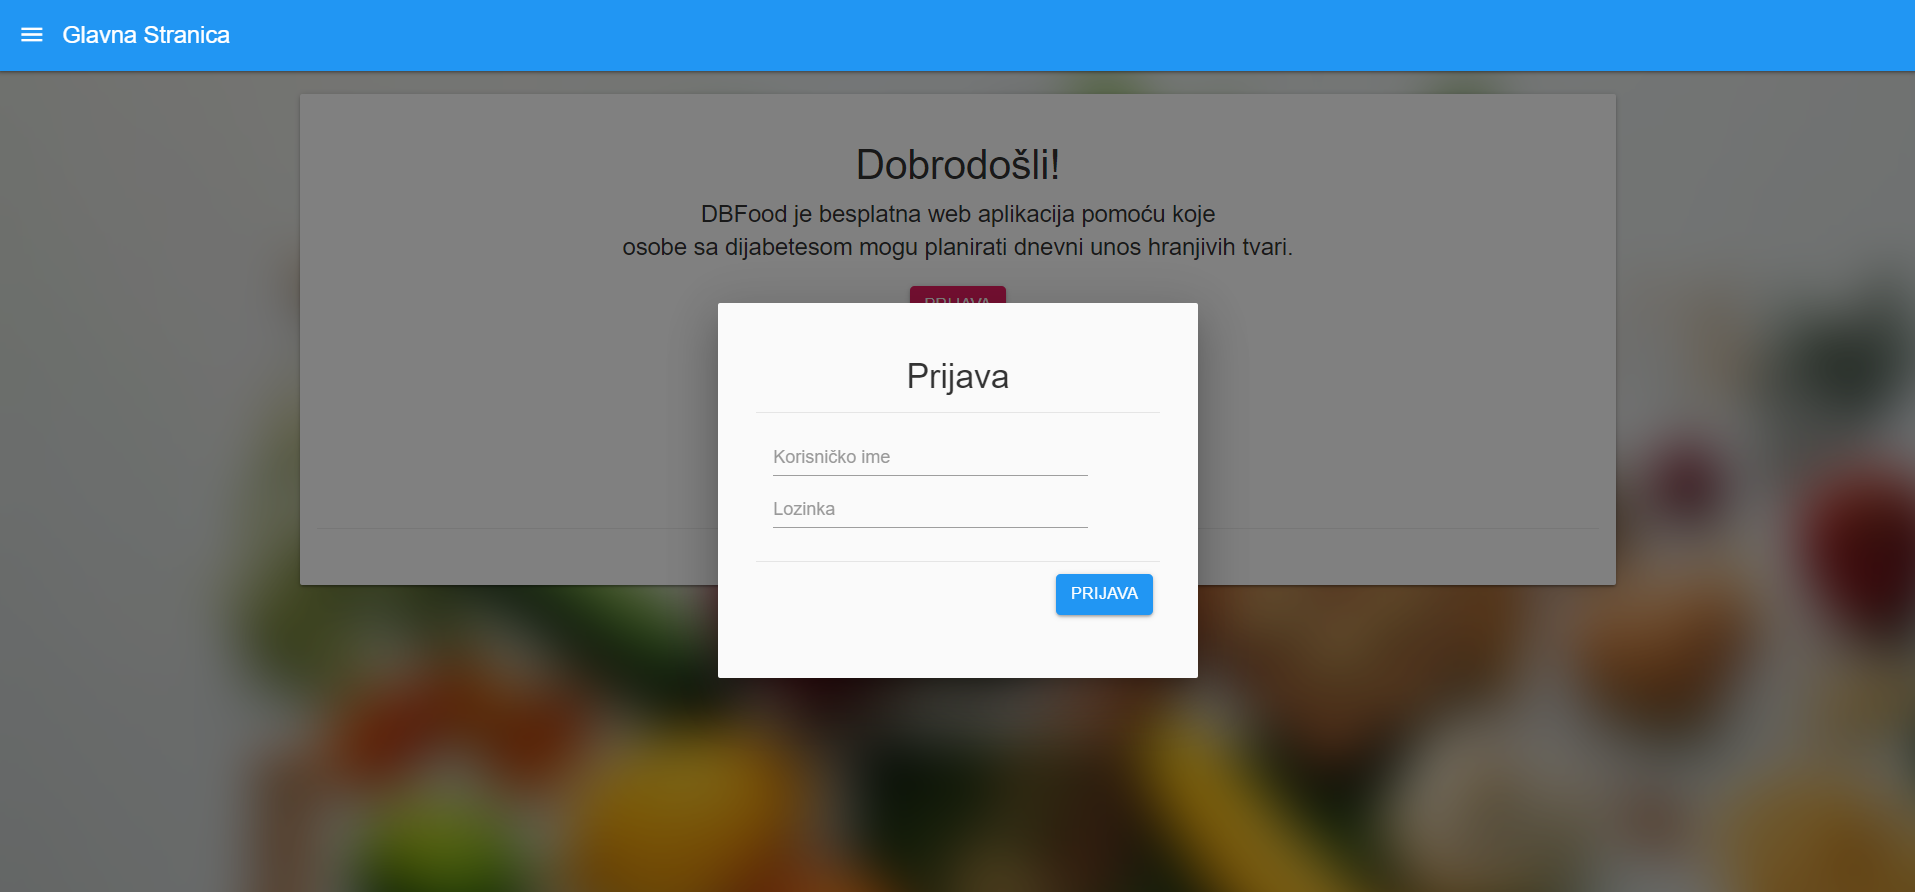 Glavna Stranica
Dobrodošli!
DBFood je besplatna web aplikacija pomoću koje
osobe sa dijabetesom mogu planirati dnevni unos hranjivih tvari.
PRIJAVA
Prijava
Korisničko ime
Lozinka
PRIJAVA